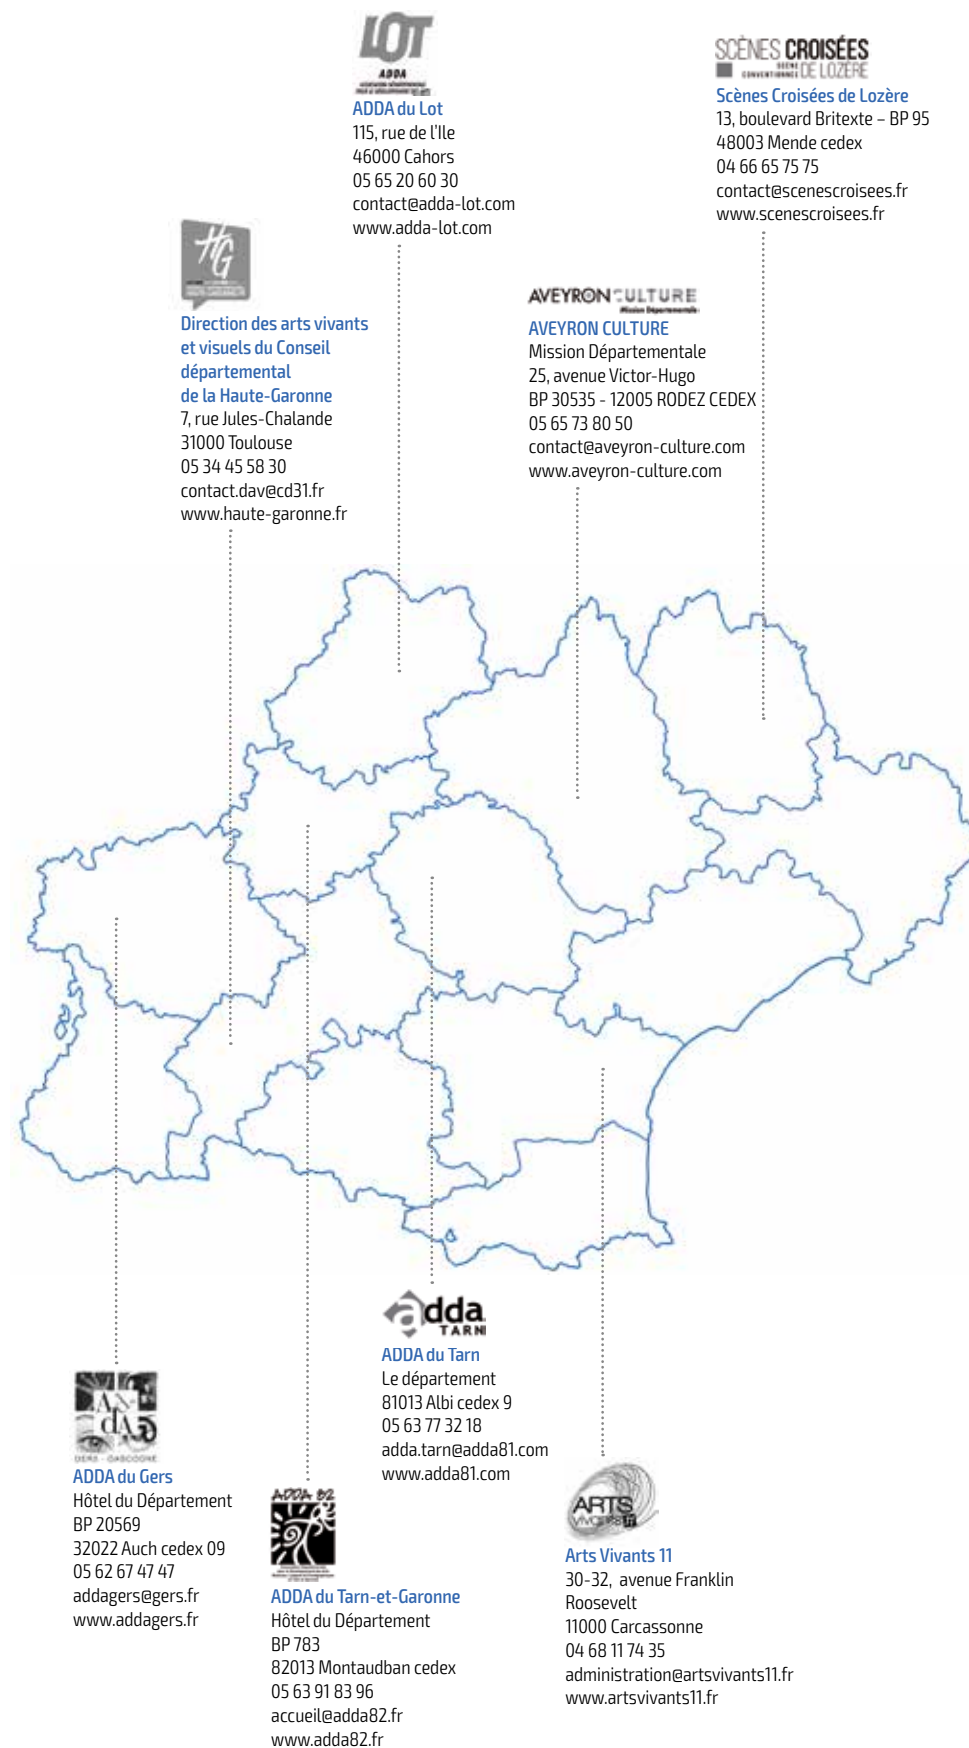 LOT
ADDA
ADDA du Lot
115, rue de l'Ile
46000 Cahors
05 65 20 60 30
contact@adda-lot.com
www.adda-lot.com
SCÈNES CROISÉES
SCÈNE
CONVENTIONNÉE DE LOZÈRE
Scènes Croisées de Lozère
13, boulevard Britexte – BP 95
48003 Mende cedex
04 66 65 75 75
contact@scenescroisees.fr
www.scenescroisees.fr
HG
Direction des arts vivants
et visuels du Conseil
départemental
de la Haute-Garonne
7, rue Jules-Chalande
31000 Toulouse
05 34 45 58 30
contact.dav@cd31.fr
www.haute-garonne.fr
AVEYRON CULTURE
Mission Départementale
AVEYRON CULTURE
Mission Départementale
25, avenue Victor-Hugo
BP 30535 - 12005 RODEZ CEDEX
05 65 73 80 50
contact@aveyron-culture.com
www.aveyron-culture.com
adda
TARN
ADDA du Tarn
Le département
81013 Albi cedex 9
05 63 77 32 18
adda.tarn@adda81.com
www.adda81.com
GERS - GASCOGNE
ADDA du Gers
Hôtel du Département
BP 20569
32022 Auch cedex 09
05 62 67 47 47
addagers@gers.fr
www.addagers.fr
ADDA 82
ADDA du Tarn-et-Garonne
Hôtel du Département
BP 783
82013 Montaudban cedex
05 63 91 83 96
accueil@adda82.fr
www.adda82.fr
ARTS
VIVANTS 11
Arts Vivants 11
30-32, avenue Franklin
Roosevelt
11000 Carcassonne
04 68 11 74 35
administration@artsvivants11.fr
www.artsvivants11.fr